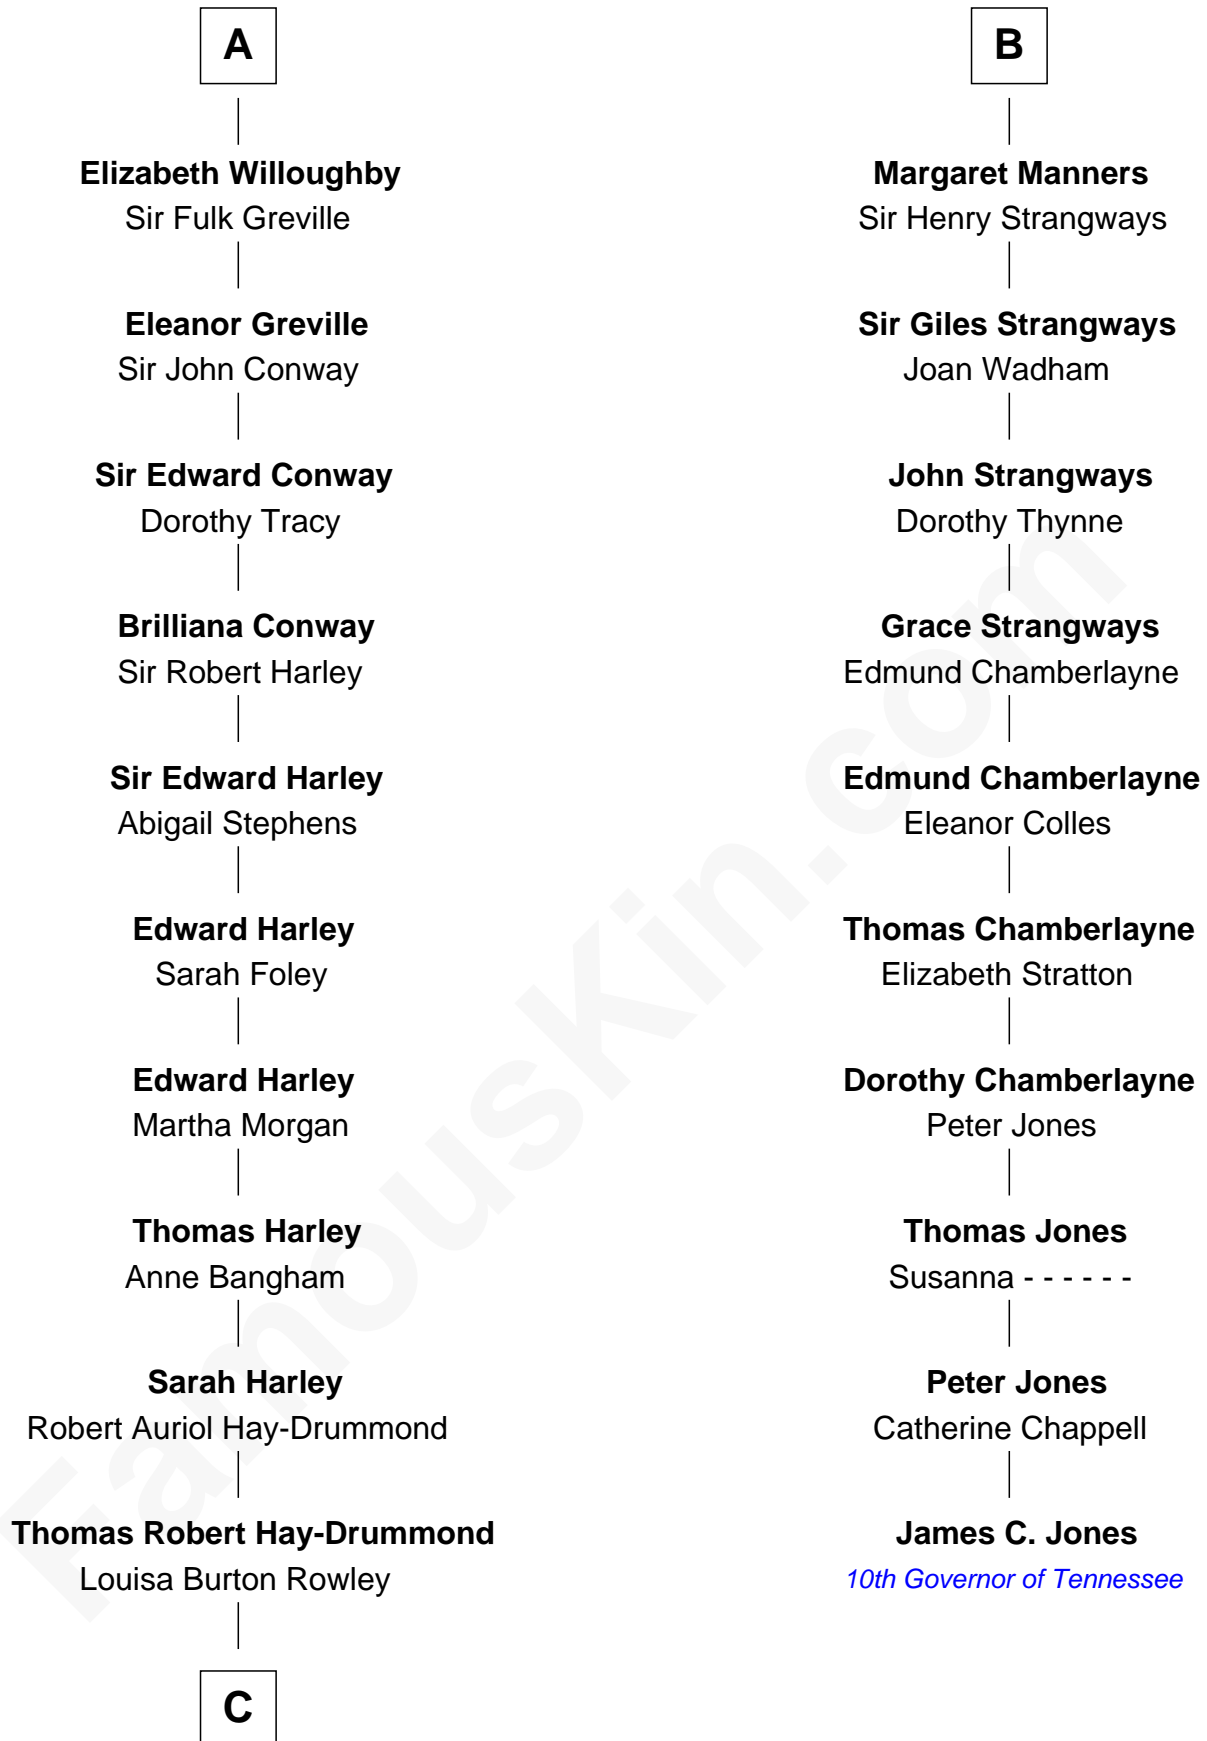 A
Elizabeth Willoughby
Sir Fulk Greville
Eleanor Greville
Sir John Conway
Sir Edward Conway
Dorothy Tracy
Brilliana Conway
Sir Robert Harley
Sir Edward Harley
Abigail Stephens
Edward Harley
Sarah Foley
Edward Harley
Martha Morgan
Thomas Harley
Anne Bangham
Sarah Harley
Robert Auriol Hay-Drummond
Thomas Robert Hay-Drummond
Louisa Burton Rowley
C
B
Margaret Manners
Sir Henry Strangways
Sir Giles Strangways
Joan Wadham
John Strangways
Dorothy Thynne
Grace Strangways
Edmund Chamberlayne
Edmund Chamberlayne
Eleanor Colles
Thomas Chamberlayne
Elizabeth Stratton
Dorothy Chamberlayne
Peter Jones
Thomas Jones
Susanna - - - - - -
Peter Jones
Catherine Chappell
James C. Jones
10th Governor of Tennessee
FamousKin.com